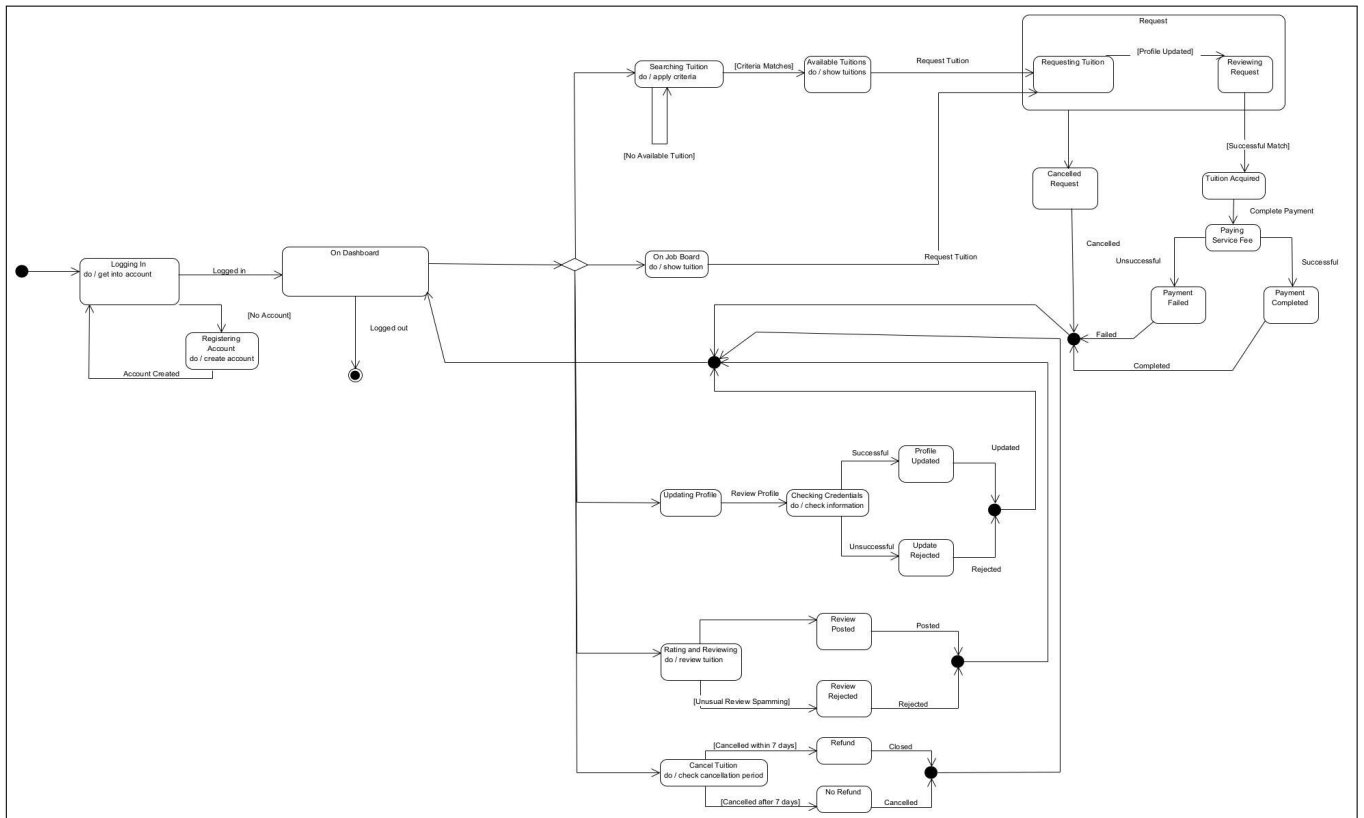 Request
Searching Tuition
do / apply criteria
[Criteria Matches]
Available Tuitions
do / show tuitions
Request Tuition
Requesting Tuition
[Profile Updated]
Reviewing
Request
[No Available Tuition]
[Successful Match]
Cancelled
Request
Tuition Acquired
Complete Payment
Paying
Service Fee
Cancelled
Unsuccessful
Successful
Logging In
do / get into account
Logged in
On Dashboard
On Job Board
do / show tuition
Request Tuition
Payment
Failed
Payment
Completed
[No Account]
Registering
Account
do / create account
Account Created
Logged out
Failed
Completed
Updating Profile
Review Profile
Checking Credentials
do / check information
Successful
Profile
Updated
Updated
Unsuccessful
Update
Rejected
Rejected
Rating and Reviewing
do / review tuition
Review
Posted
Posted
[Unusual Review Spamming]
Review
Rejected
Rejected
Cancel Tuition
do / check cancellation period
[Cancelled within 7 days]
Refund
Closed
[Cancelled after 7 days]
No Refund
Cancelled